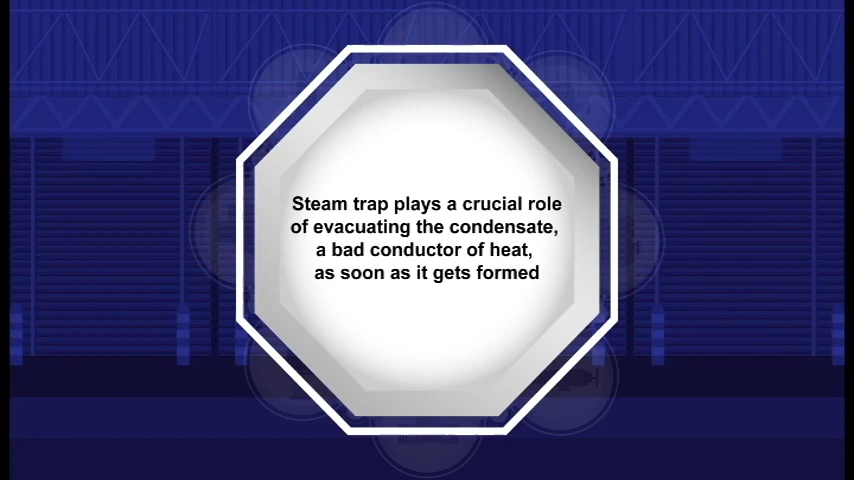 Steam trap plays a crucial role
of evacuating the condensate,
a bad conductor of heat,
as soon as it gets formed